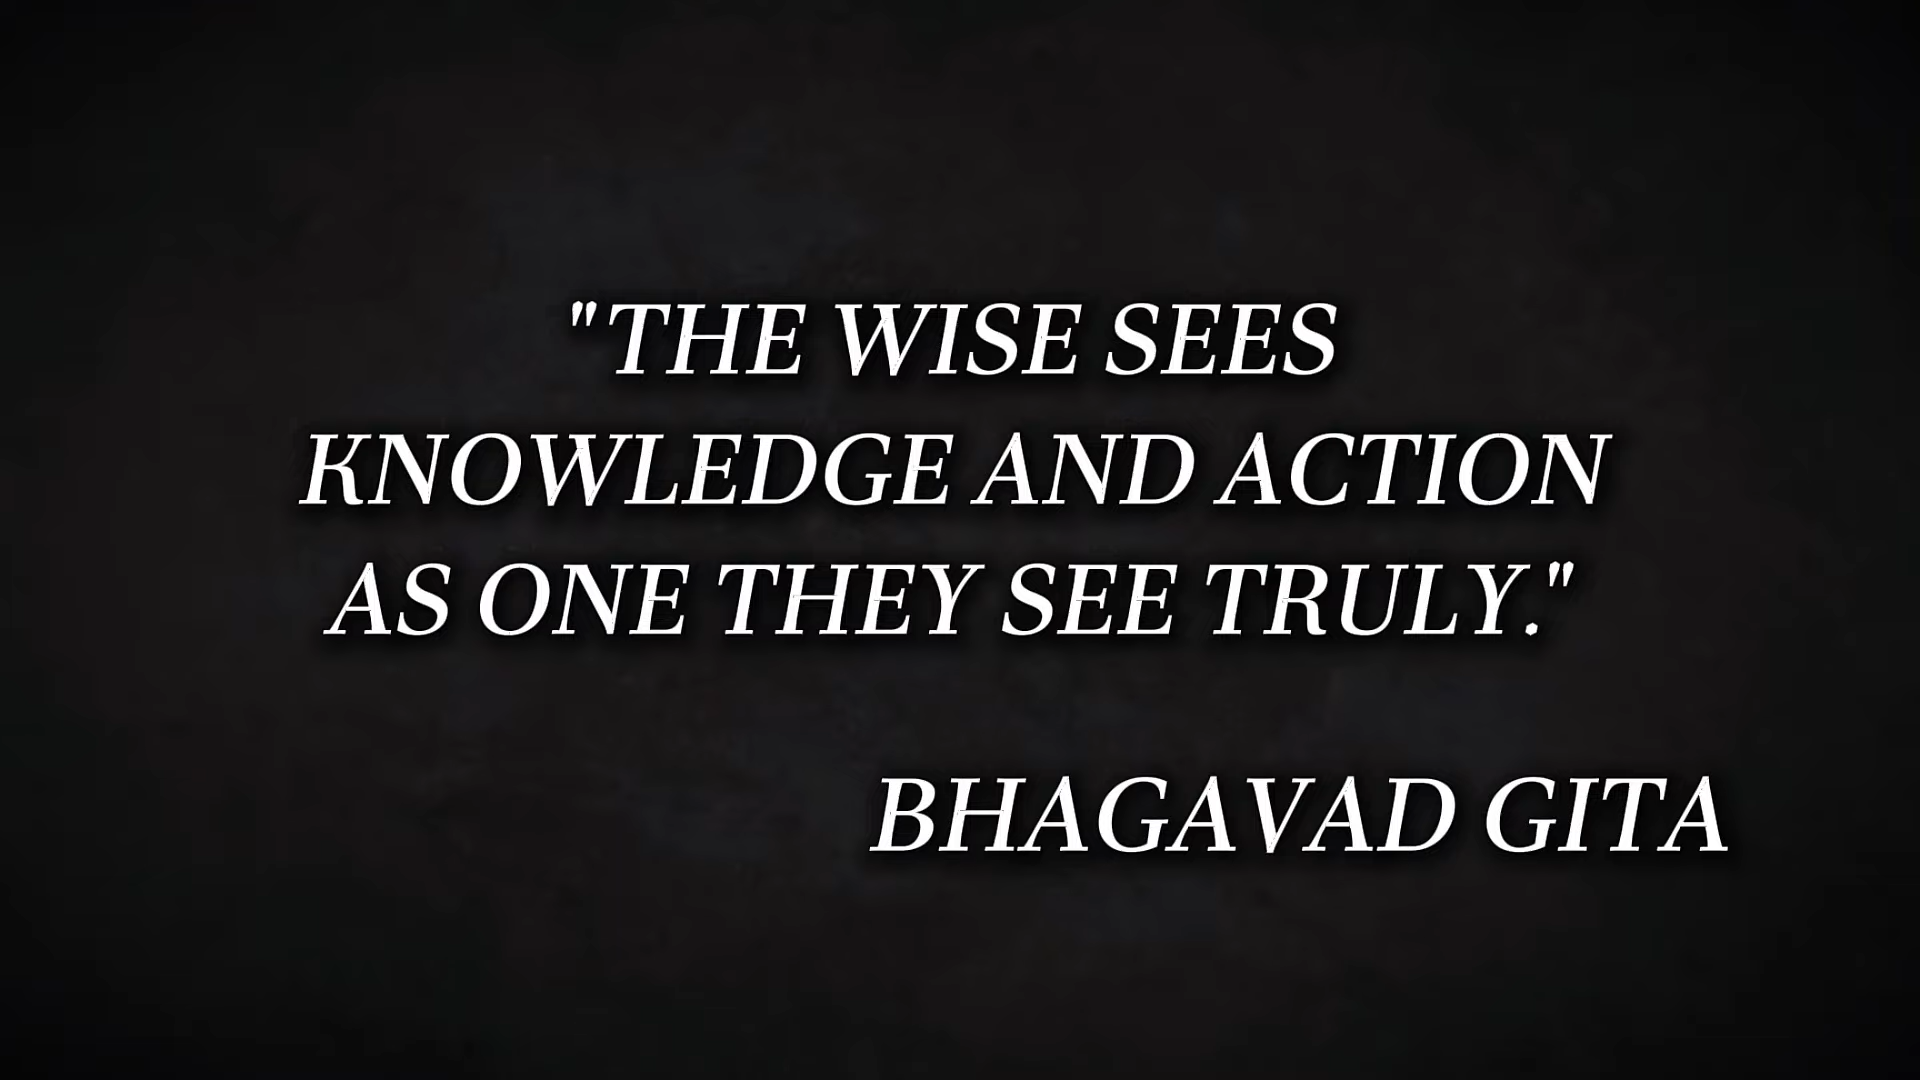 "THE WISE SEES
KNOWLEDGE AND ACTION
AS ONE THEY SEE TRULY."
BHAGAVAD GITA